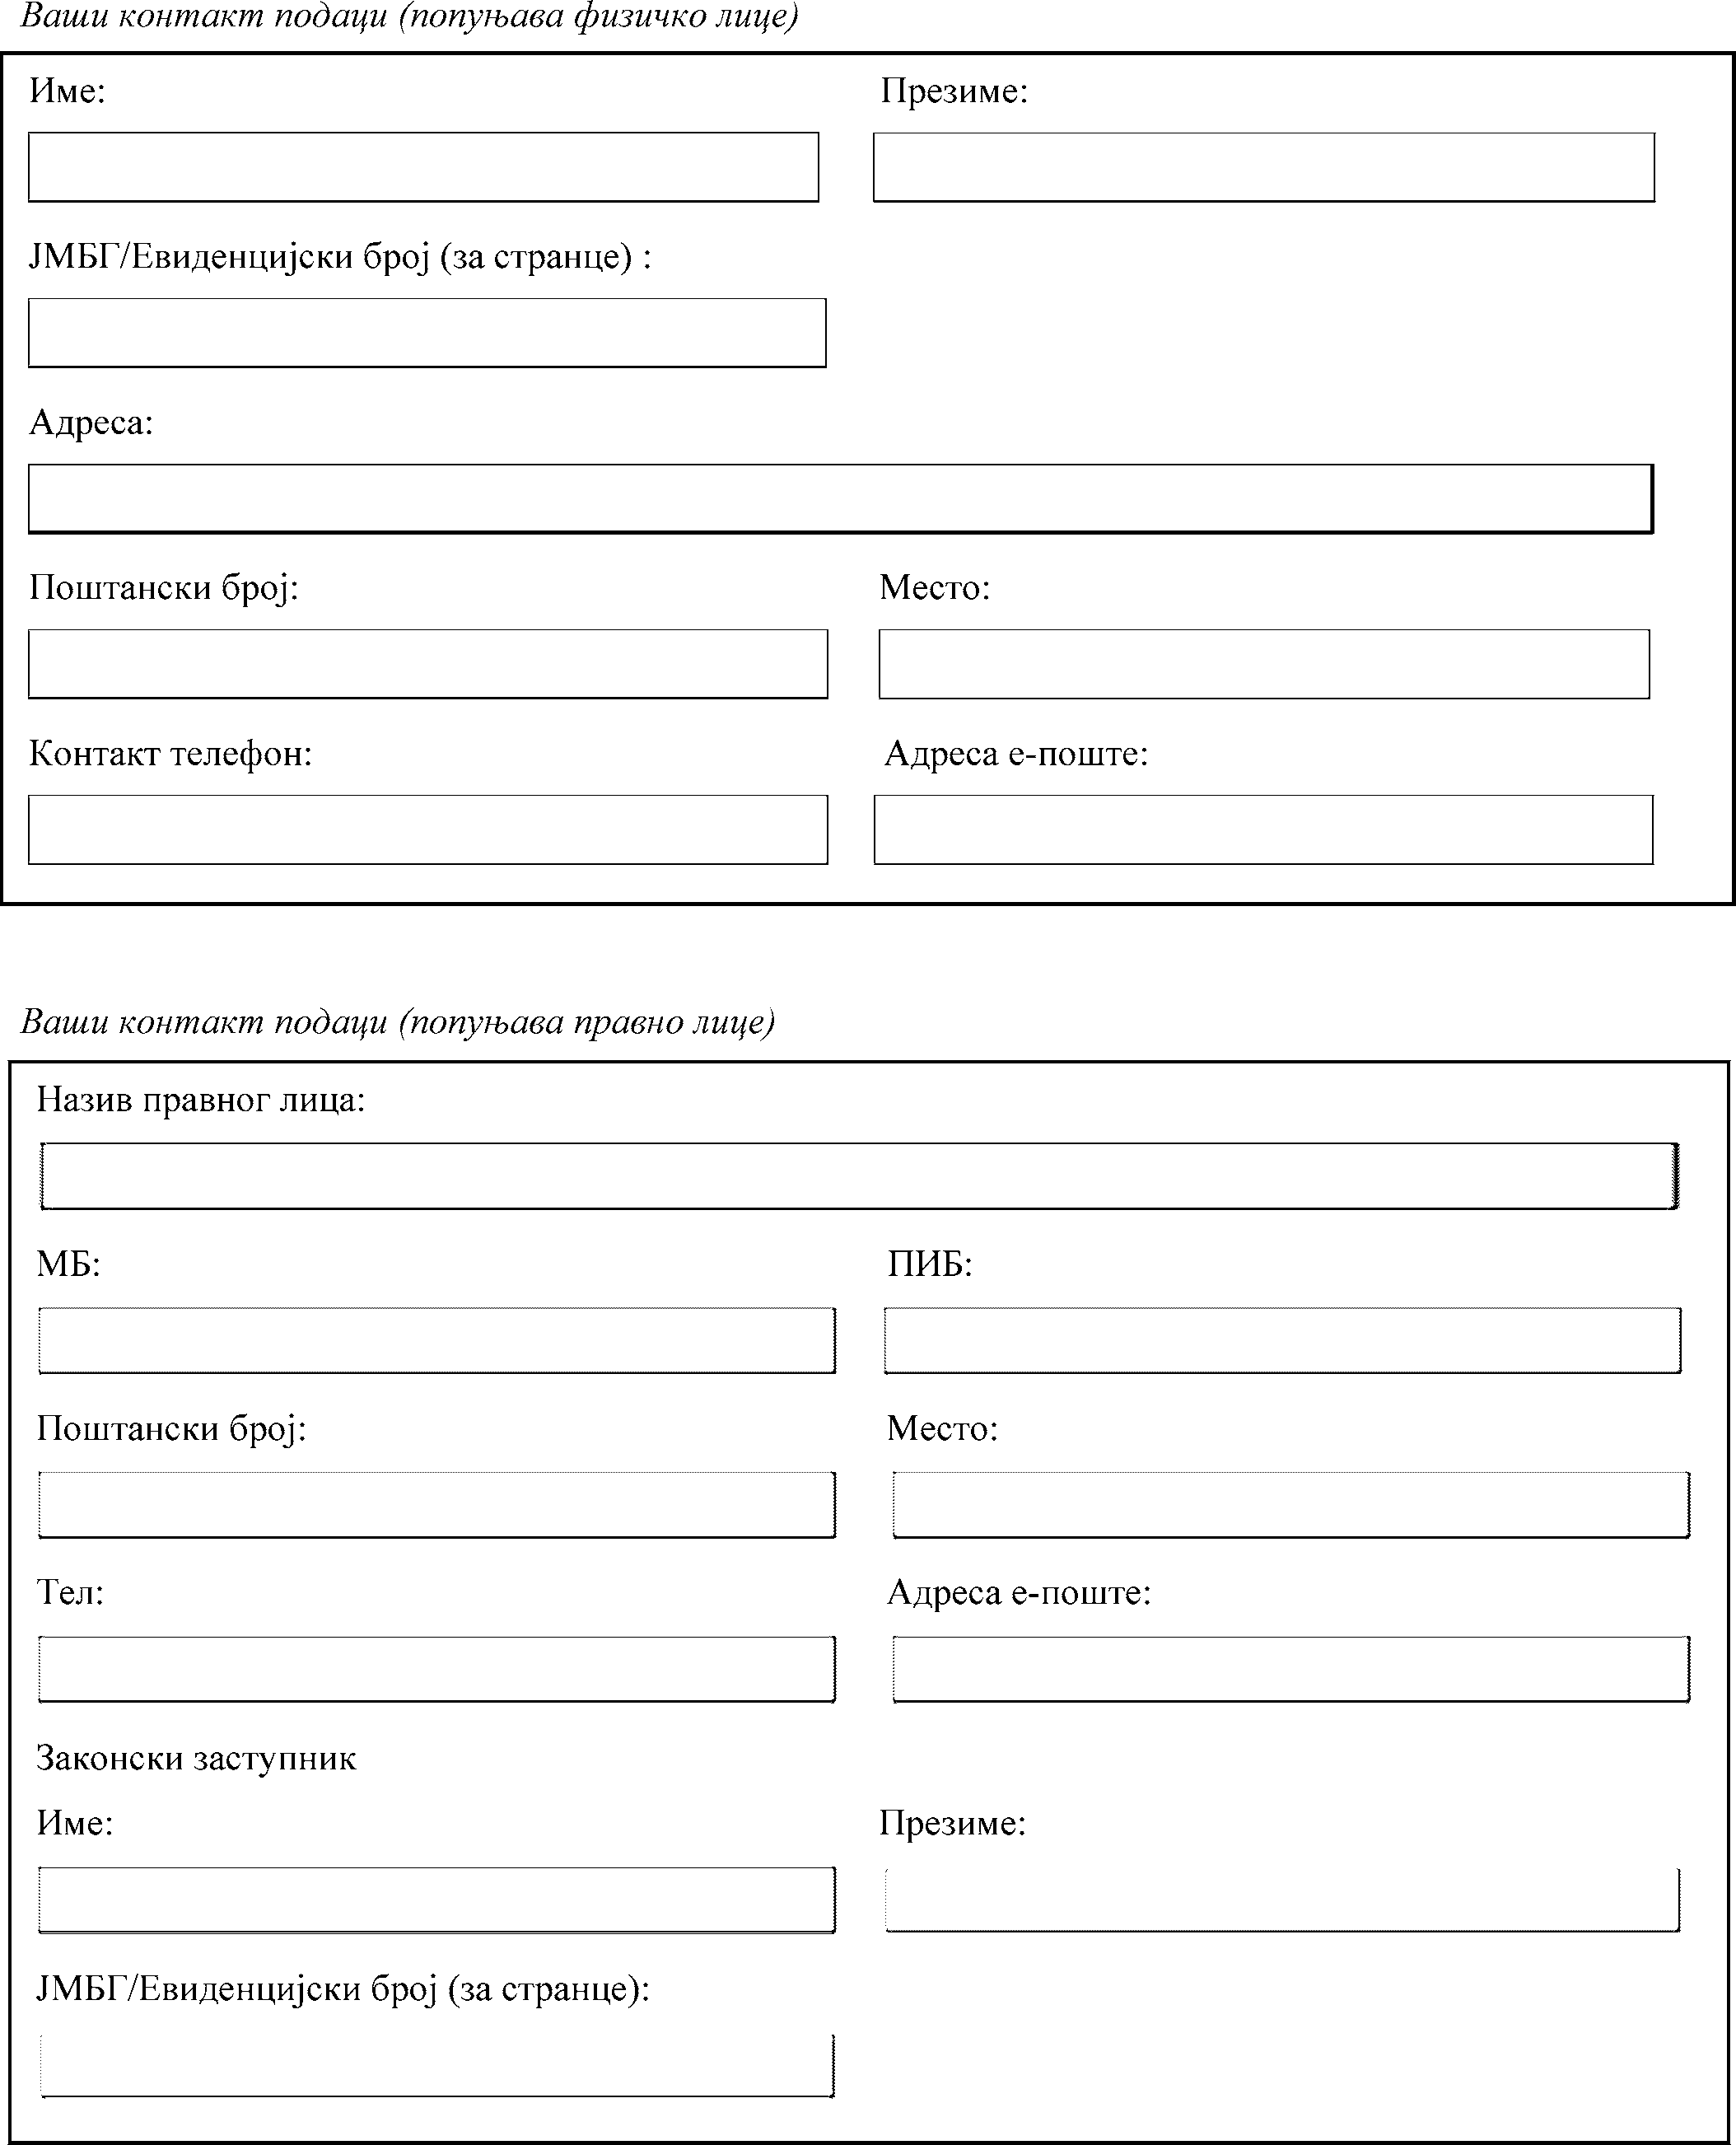 Ваши контакт подаци (попуњава физичко лице)
Име: Презиме:
ЈМБГ/Евиденцијски број (за странце) :
Адреса:
Поштански број: Место:
Контакт телефон: Адреса е-поште:
Ваши контакт подаци (попуњава правно лице)
Назив правног лица:
МБ: ПИБ:
Поштански број: Место:
Тел: Адреса е-поште:
Законски заступник
Име: Презиме:
ЈМБГ/Евиденцијски број (за странце):